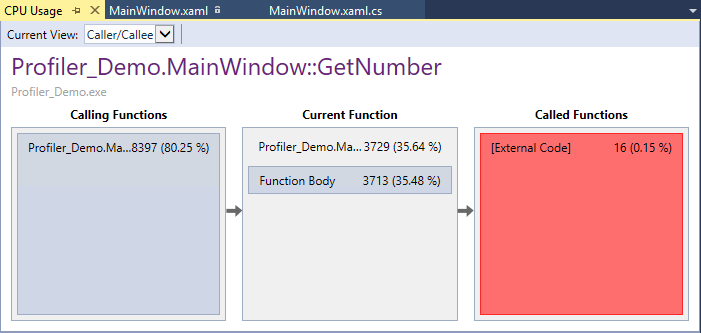 CPU Usage MainWindow.xaml MainWindow.xaml.cs
Current View: Caller/Callee
Profiler_Demo.MainWindow::GetNumber
Profiler_Demo.exe
Calling Functions Current Function Called Functions
Profiler_Demo.Ma...8397 (80.25 %) Profiler_Demo.Ma... 3729 (35.64 %) [External Code] 16 (0.15 %)
Function Body 3713 (35.48 %)